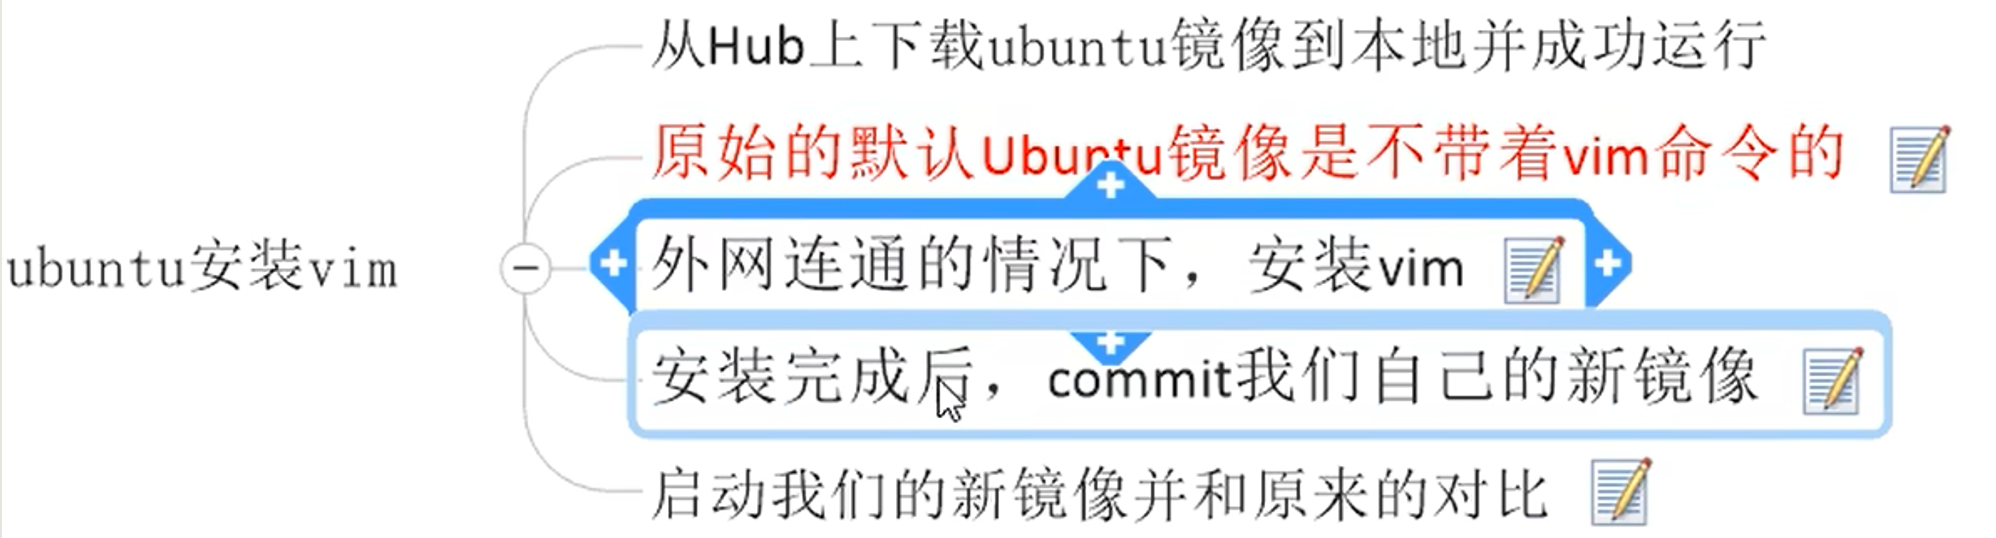 从Hub上下载ubuntu镜像到本地并成功运行
原始的默认Ubuntu镜像是不带着vim命令的
ubuntu安装vim
外网连通的情况下，安装vim
安装完成后，commit我们自己的新镜像
启动我们的新镜像并和原来的对比